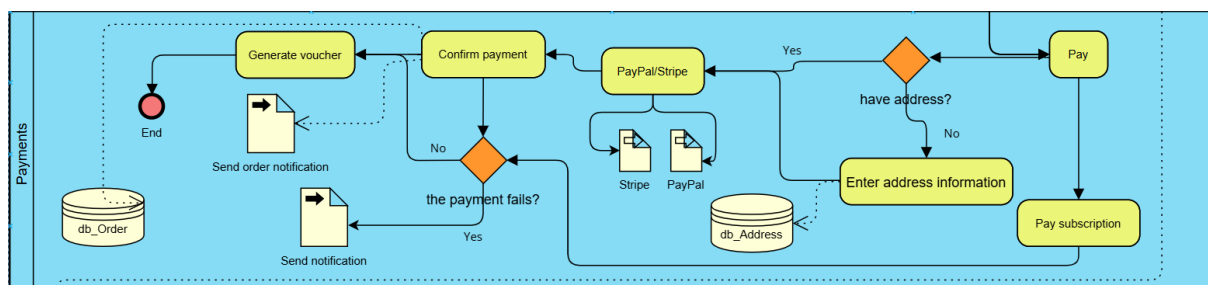 Payments
Generate voucher
Confirm payment
PayPal/Stripe
Yes
Pay
have address?
End
No
No
Send order notification
Stripe
PayPal
Enter address information
the payment fails?
db_Order
db_Address
Pay subscription
Yes
Send notification